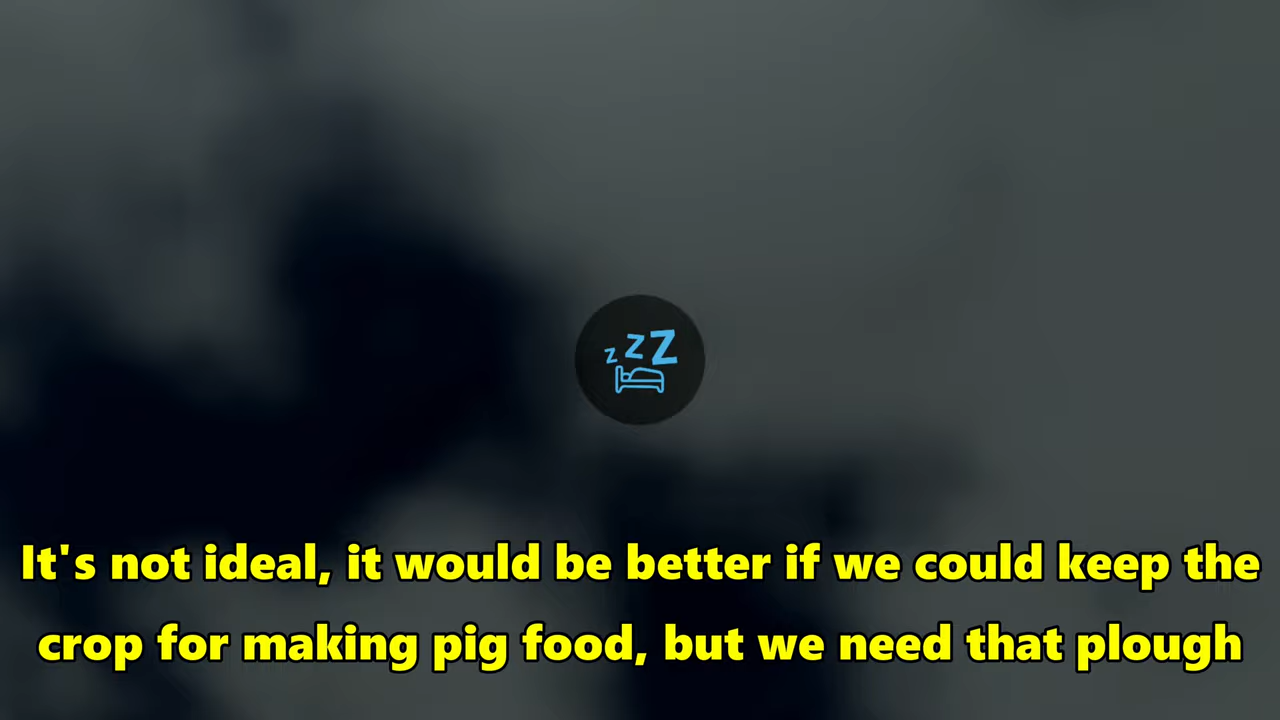 z z Z
It's not ideal, it would be better if we could keep the
crop for making pig food, but we need that plough